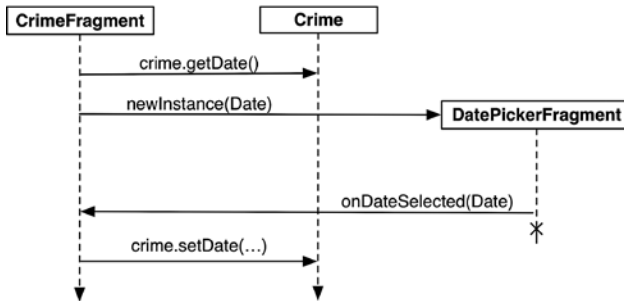 CrimeFragment
Crime
crime.getDate()
newInstance(Date)
DatePickerFragment
onDateSelected(Date)
crime.setDate(…)